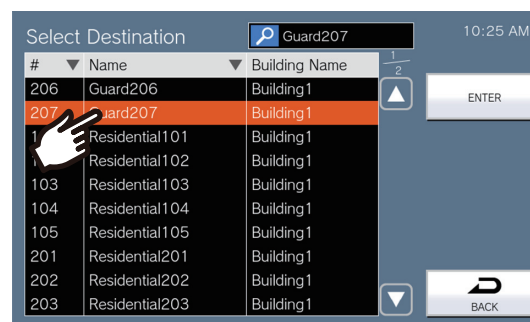 Select Destination Guard207 10:25 AM
# Name Building Name 1/2
206 Guard206 Building1
ENTER
207 Guard207 Building1
Residential101 Building1
Residential102 Building1
103 Residential103 Building1
104 Residential104 Building1
105 Residential105 Building1
201 Residential201 Building1
202 Residential202 Building1
203 Residential203 Building1
BACK